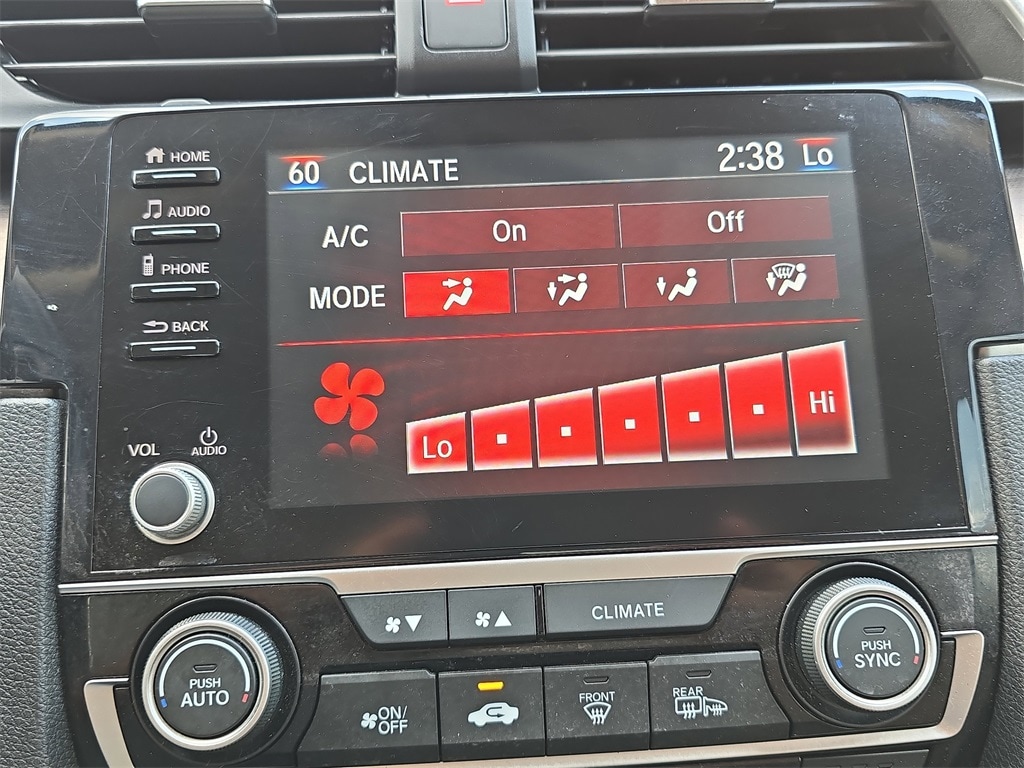 HOME
60 CLIMATE 2:38 Lo
AUDIO
A/C On Off
PHONE
MODE
BACK
Lo Hi
VOL AUDIO
CLIMATE
PUSH
AUTO
PUSH
SYNC
ON/
OFF
FRONT
REAR